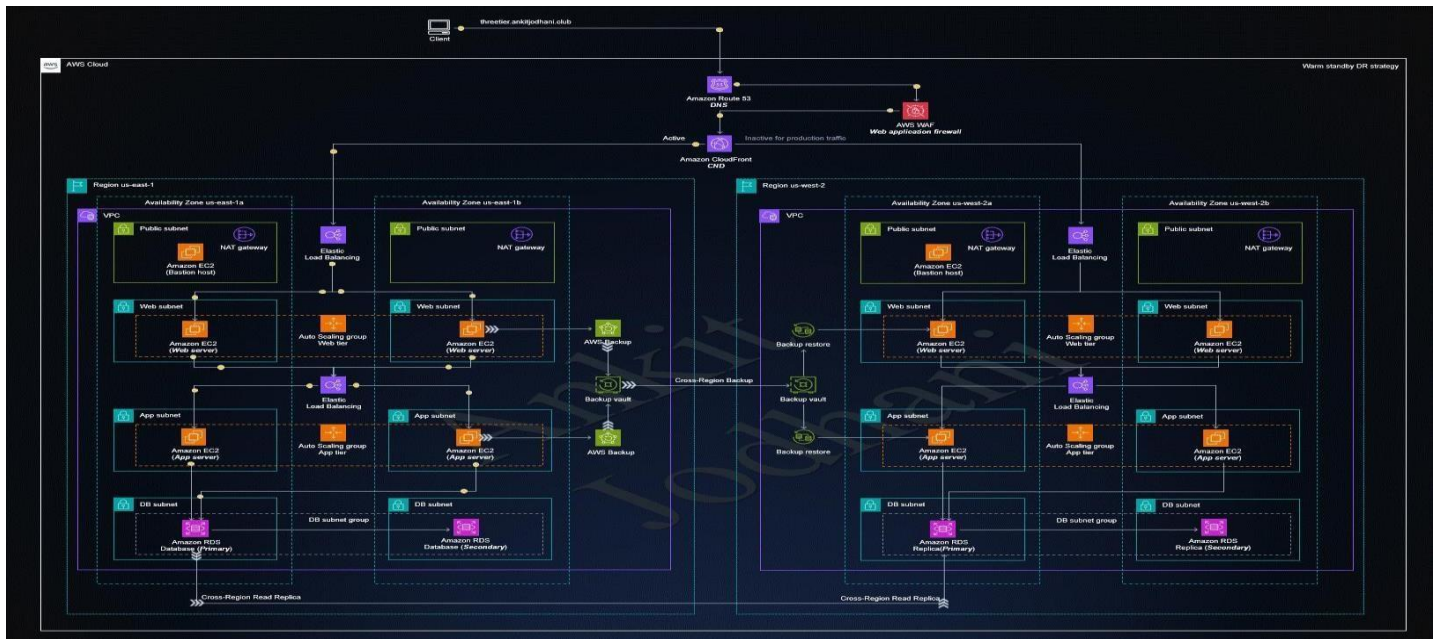 threetier.ankitjodhani.club
Client
aws
AWS Cloud
Warm standby DR strategy
Amazon Route 53
DNS
AWS WAF
Web application firewall
Active
Inactive for production traffic
Amazon CloudFront
CND
Region us-east-1
Availability Zone us-east-1a
Availability Zone us-east-1b
VPC
Public subnet
NAT gateway
Amazon EC2
(Bastion host)
Elastic
Load Balancing
Public subnet
NAT gateway
Web subnet
Amazon EC2
(Web server)
Auto Scaling group
Web tier
Web subnet
Amazon EC2
(Web server)
AWS Backup
Elastic
Load Balancing
Backup vault
Cross-Region Backup
App subnet
Amazon EC2
(App server)
Auto Scaling group
App tier
App subnet
Amazon EC2
(App server)
AWS Backup
DB subnet
Amazon RDS
Database (Primary)
DB subnet group
DB subnet
Amazon RDS
Database (Secondary)
Cross-Region Read Replica
Region us-west-2
Availability Zone us-west-2a
Availability Zone us-west-2b
VPC
Public subnet
NAT gateway
Amazon EC2
(Bastion host)
Elastic
Load Balancing
Public subnet
NAT gateway
Backup restore
Web subnet
Amazon EC2
(Web server)
Auto Scaling group
Web tier
Web subnet
Amazon EC2
(Web server)
Backup vault
Elastic
Load Balancing
Backup restore
App subnet
Amazon EC2
(App server)
Auto Scaling group
App tier
App subnet
Amazon EC2
(App server)
DB subnet
Amazon RDS
Replica(Primary)
DB subnet group
DB subnet
Amazon RDS
Replica (Secondary)
Cross-Region Read Replica
Ankit
Jodhani